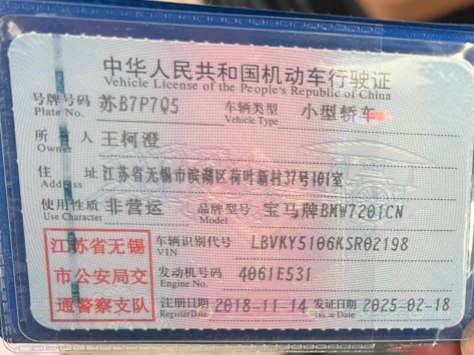 中华人民共和国机动车行驶证
Vehicle License of the People's Republic of China
号牌号码 苏B7P7Q5 车辆类型 小型轿车
Plate No. Vehicle Type
所有人 王柯澄
Owner
住址 江苏省无锡市滨湖区荷叶新村37号101室
Address
使用性质 非营运 品牌型号 宝马牌BMW7201CN
Use Character Model
江苏省无锡 车辆识别代号 LBVKY5106KSR02198
VIN
市公安局交 发动机号码 4061E531
Engine No.
通警察支队 注册日期 2018-11-14 发证日期 2025-02-18
Register Date Issue Date